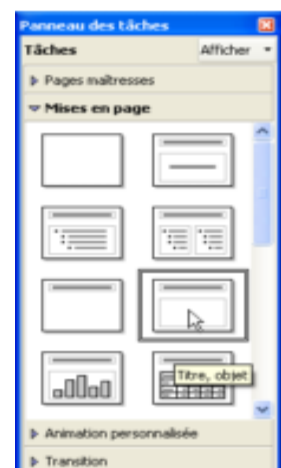 Panneau des tâches
Tâches Afficher
Pages maîtresses
Mises en page
Titre, objet
Animation personnalisée
Transition